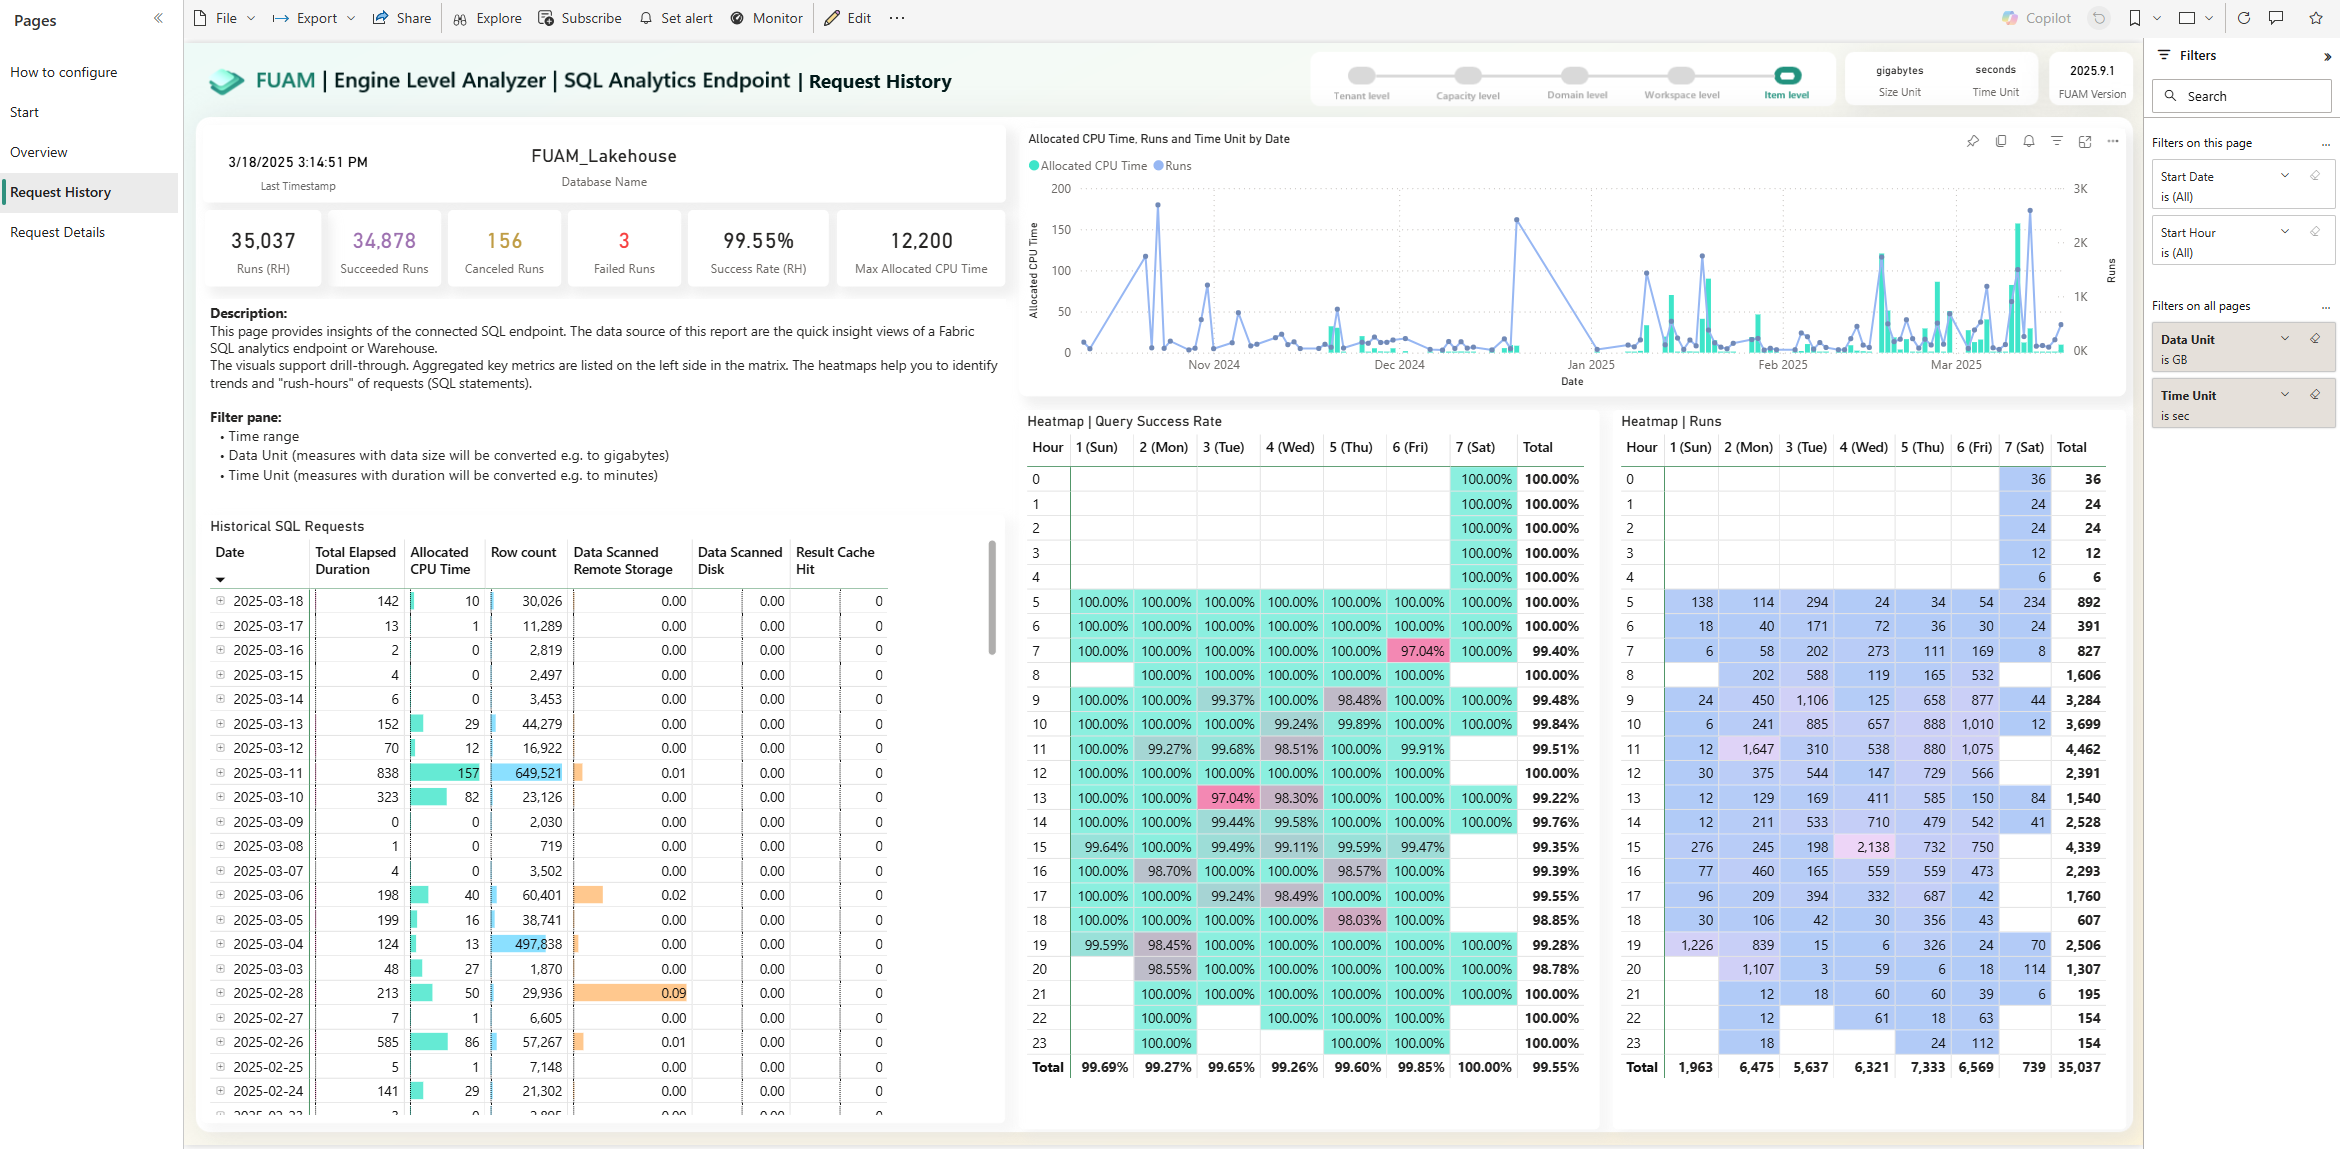 Pages
How to configure
Start
Overview
Request History
Request Details
File Export Share Explore Subscribe Set alert Monitor Edit ···
Copilot
FUAM | Engine Level Analyzer | SQL Analytics Endpoint | Request History
Tenant level Capacity level Domain level Workspace level Item level
gigabytes
Size Unit
seconds
Time Unit
2025.9.1
FUAM Version
3/18/2025 3:14:51 PM
Last Timestamp
FUAM_Lakehouse
Database Name
35,037
Runs (RH)
34,878
Succeeded Runs
156
Canceled Runs
3
Failed Runs
99.55%
Success Rate (RH)
12,200
Max Allocated CPU Time
Description:
This page provides insights of the connected SQL endpoint. The data source of this report are the quick insight views of a Fabric
SQL analytics endpoint or Warehouse.
The visuals support drill-through. Aggregated key metrics are listed on the left side in the matrix. The heatmaps help you to identify
trends and "rush-hours" of requests (SQL statements).
Filter pane:
• Time range
• Data Unit (measures with data size will be converted e.g. to gigabytes)
• Time Unit (measures with duration will be converted e.g. to minutes)
Historical SQL Requests
Date Total Elapsed Duration Allocated CPU Time Row count Data Scanned Remote Storage Data Scanned Disk Result Cache Hit
2025-03-18 142 10 30,026 0.00 0.00 0
2025-03-17 13 1 11,289 0.00 0.00 0
2025-03-16 2 0 2,819 0.00 0.00 0
2025-03-15 4 0 2,497 0.00 0.00 0
2025-03-14 6 0 3,453 0.00 0.00 0
2025-03-13 152 29 44,279 0.00 0.00 0
2025-03-12 70 12 16,922 0.00 0.00 0
2025-03-11 838 157 649,521 0.01 0.00 0
2025-03-10 323 82 23,126 0.00 0.00 0
2025-03-09 0 0 2,030 0.00 0.00 0
2025-03-08 1 0 719 0.00 0.00 0
2025-03-07 4 0 3,502 0.00 0.00 0
2025-03-06 198 40 60,401 0.02 0.00 0
2025-03-05 199 16 38,741 0.00 0.00 0
2025-03-04 124 13 497,838 0.00 0.00 0
2025-03-03 48 27 1,870 0.00 0.00 0
2025-02-28 213 50 29,936 0.09 0.00 0
2025-02-27 7 1 6,605 0.00 0.00 0
2025-02-26 585 86 57,267 0.01 0.00 0
2025-02-25 5 1 7,148 0.00 0.00 0
2025-02-24 141 29 21,302 0.00 0.00 0
Allocated CPU Time, Runs and Time Unit by Date
Allocated CPU Time Runs
200 3K
150
2K
100
1K
50
0 0K
Allocated CPU Time
Runs
Nov 2024 Dec 2024 Jan 2025 Feb 2025 Mar 2025
Date
Heatmap | Query Success Rate
Hour 1 (Sun) 2 (Mon) 3 (Tue) 4 (Wed) 5 (Thu) 6 (Fri) 7 (Sat) Total
0 100.00% 100.00%
1 100.00% 100.00%
2 100.00% 100.00%
3 100.00% 100.00%
4 100.00% 100.00%
5 100.00% 100.00% 100.00% 100.00% 100.00% 100.00% 100.00% 100.00%
6 100.00% 100.00% 100.00% 100.00% 100.00% 100.00% 100.00% 100.00%
7 100.00% 100.00% 100.00% 100.00% 100.00% 97.04% 100.00% 99.40%
8 100.00% 100.00% 100.00% 100.00% 100.00% 100.00%
9 100.00% 100.00% 99.37% 100.00% 98.48% 100.00% 100.00% 99.48%
10 100.00% 100.00% 100.00% 99.24% 99.89% 100.00% 100.00% 99.84%
11 100.00% 99.27% 99.68% 98.51% 100.00% 99.91% 99.51%
12 100.00% 100.00% 100.00% 100.00% 100.00% 100.00% 100.00%
13 100.00% 100.00% 97.04% 98.30% 100.00% 100.00% 100.00% 99.22%
14 100.00% 100.00% 99.44% 99.58% 100.00% 100.00% 100.00% 99.76%
15 99.64% 100.00% 99.49% 99.11% 99.59% 99.47% 99.35%
16 100.00% 98.70% 100.00% 100.00% 98.57% 100.00% 99.39%
17 100.00% 100.00% 99.24% 98.49% 100.00% 100.00% 99.55%
18 100.00% 100.00% 100.00% 100.00% 98.03% 100.00% 98.85%
19 99.59% 98.45% 100.00% 100.00% 100.00% 100.00% 100.00% 99.28%
20 98.55% 100.00% 100.00% 100.00% 100.00% 100.00% 98.78%
21 100.00% 100.00% 100.00% 100.00% 100.00% 100.00% 100.00%
22 100.00% 100.00% 100.00% 100.00% 100.00%
23 100.00% 100.00% 100.00% 100.00%
Total 99.69% 99.27% 99.65% 99.26% 99.60% 99.85% 100.00% 99.55%
Heatmap | Runs
Hour 1 (Sun) 2 (Mon) 3 (Tue) 4 (Wed) 5 (Thu) 6 (Fri) 7 (Sat) Total
0 36 36
1 24 24
2 24 24
3 12 12
4 6 6
5 138 114 294 24 34 54 234 892
6 18 40 171 72 36 30 24 391
7 6 58 202 273 111 169 8 827
8 202 588 119 165 532 1,606
9 24 450 1,106 125 658 877 44 3,284
10 6 241 885 657 888 1,010 12 3,699
11 12 1,647 310 538 880 1,075 4,462
12 30 375 544 147 729 566 2,391
13 12 129 169 411 585 150 84 1,540
14 12 211 533 710 479 542 41 2,528
15 276 245 198 2,138 732 750 4,339
16 77 460 165 559 559 473 2,293
17 96 209 394 332 687 42 1,760
18 30 106 42 30 356 43 607
19 1,226 839 15 6 326 24 70 2,506
20 1,107 3 59 6 18 114 1,307
21 12 18 60 60 39 6 195
22 12 61 18 63 154
23 18 24 112 154
Total 1,963 6,475 5,637 6,321 7,333 6,569 739 35,037
Filters
Search
Filters on this page ...
Start Date
is (All)
Start Hour
is (All)
Filters on all pages ...
Data Unit
is GB
Time Unit
is sec